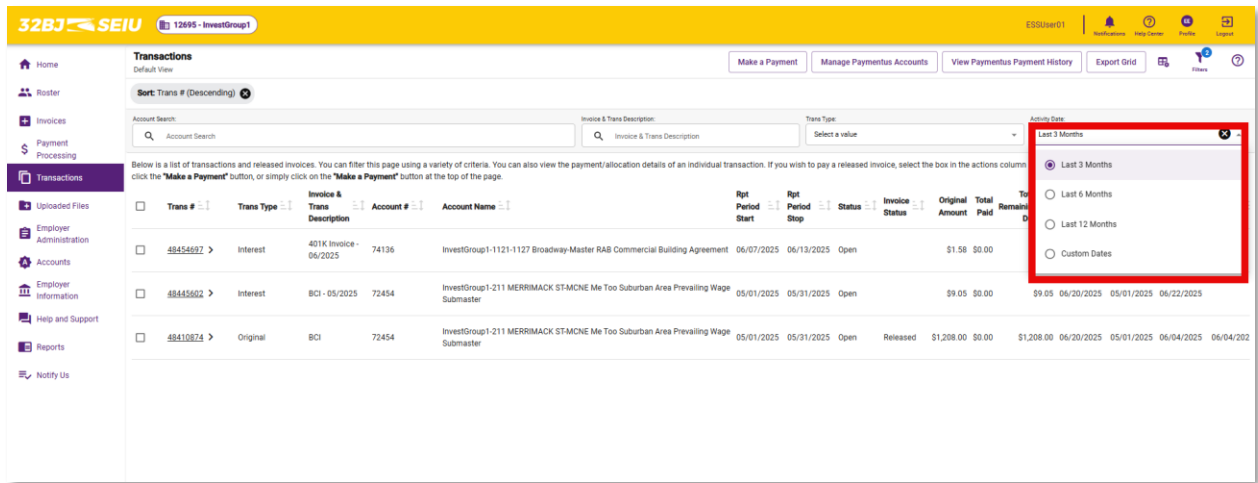 32BJ SEIU
12695 - InvestGroup1
ESSUser01
Notifications
Help Center
Profile
Logout
Home
Roster
Invoices
Payment
Processing
Transactions
Uploaded Files
Employer
Administration
Accounts
Employer
Information
Help and Support
Reports
Notify Us
Transactions
Default View
Make a Payment
Manage Paymentus Accounts
View Paymentus Payment History
Export Grid
2
Filters
Sort: Trans # (Descending)
Account Search:
Account Search
Invoice & Trans Description:
Invoice & Trans Description
Trans Type:
Select a value
Activity Date:
Last 3 Months
Last 3 Months
Last 6 Months
Last 12 Months
Custom Dates
Below is a list of transactions and released invoices. You can filter this page using a variety of criteria. You can also view the payment/allocation details of an individual transaction. If you wish to pay a released invoice, select the box in the actions column
click the "Make a Payment" button, or simply click on the "Make a Payment" button at the top of the page.
Trans #
Trans Type
Invoice &
Trans
Description
Account #
Account Name
Rpt
Period
Start
Rpt
Period
Stop
Status
Invoice
Status
Original
Amount
Total
Paid
48454697
Interest
401K Invoice -
06/2025
74136
InvestGroup1-1121-1127 Broadway-Master RAB Commercial Building Agreement
06/07/2025
06/13/2025
Open
$1.58
$0.00
48445602
Interest
BCI - 05/2025
72454
InvestGroup1-211 MERRIMACK ST-MCNE Me Too Suburban Area Prevailing Wage
Submaster
05/01/2025
05/31/2025
Open
$9.05
$0.00
$9.05
06/20/2025
05/01/2025
06/22/2025
48410874
Original
BCI
72454
InvestGroup1-211 MERRIMACK ST-MCNE Me Too Suburban Area Prevailing Wage
Submaster
05/01/2025
05/31/2025
Open
Released
$1,208.00
$0.00
$1,208.00
06/20/2025
05/01/2025
06/04/2025
06/04/202